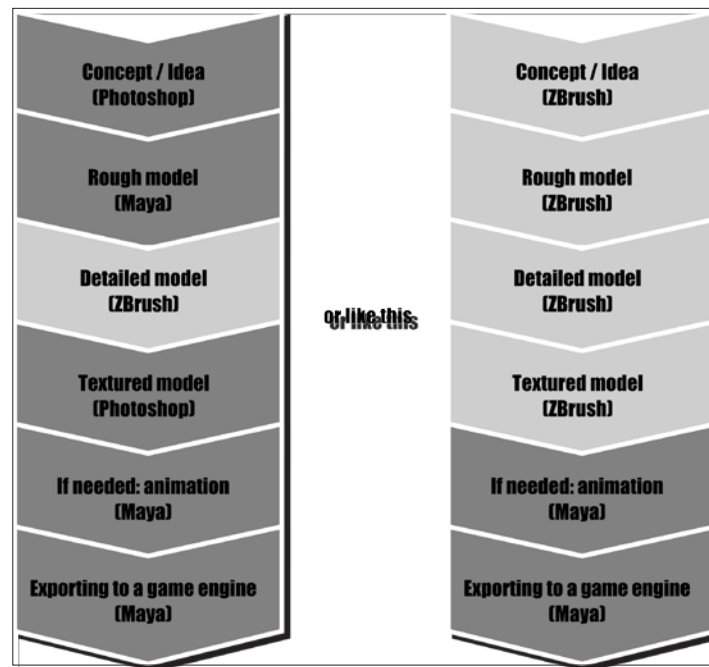 Concept / Idea
(Photoshop)
Rough model
(Maya)
Detailed model
(ZBrush)
Textured model
(Photoshop)
If needed: animation
(Maya)
Exporting to a game engine
(Maya)
or like this
Concept / Idea
(ZBrush)
Rough model
(ZBrush)
Detailed model
(ZBrush)
Textured model
(ZBrush)
If needed: animation
(Maya)
Exporting to a game engine
(Maya)